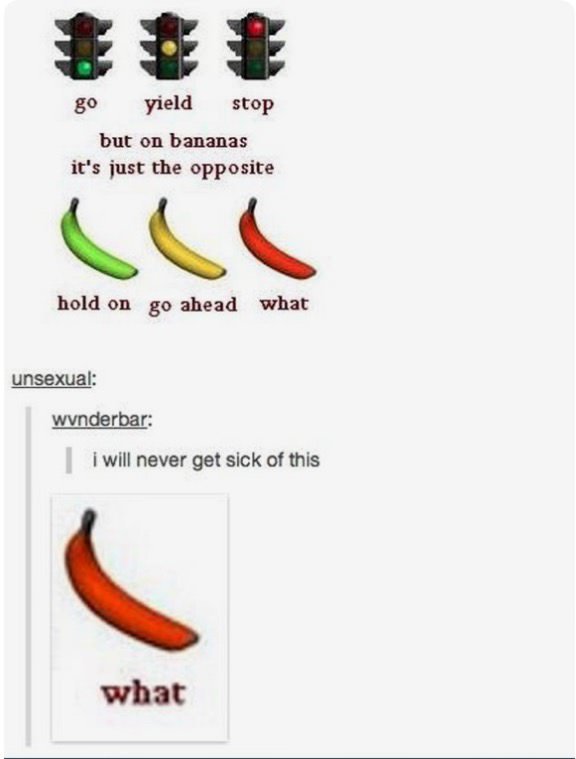 go yield stop
but on bananas
it's just the opposite
hold on go ahead what
unsexual:
wvnderbar:
i will never get sick of this
what